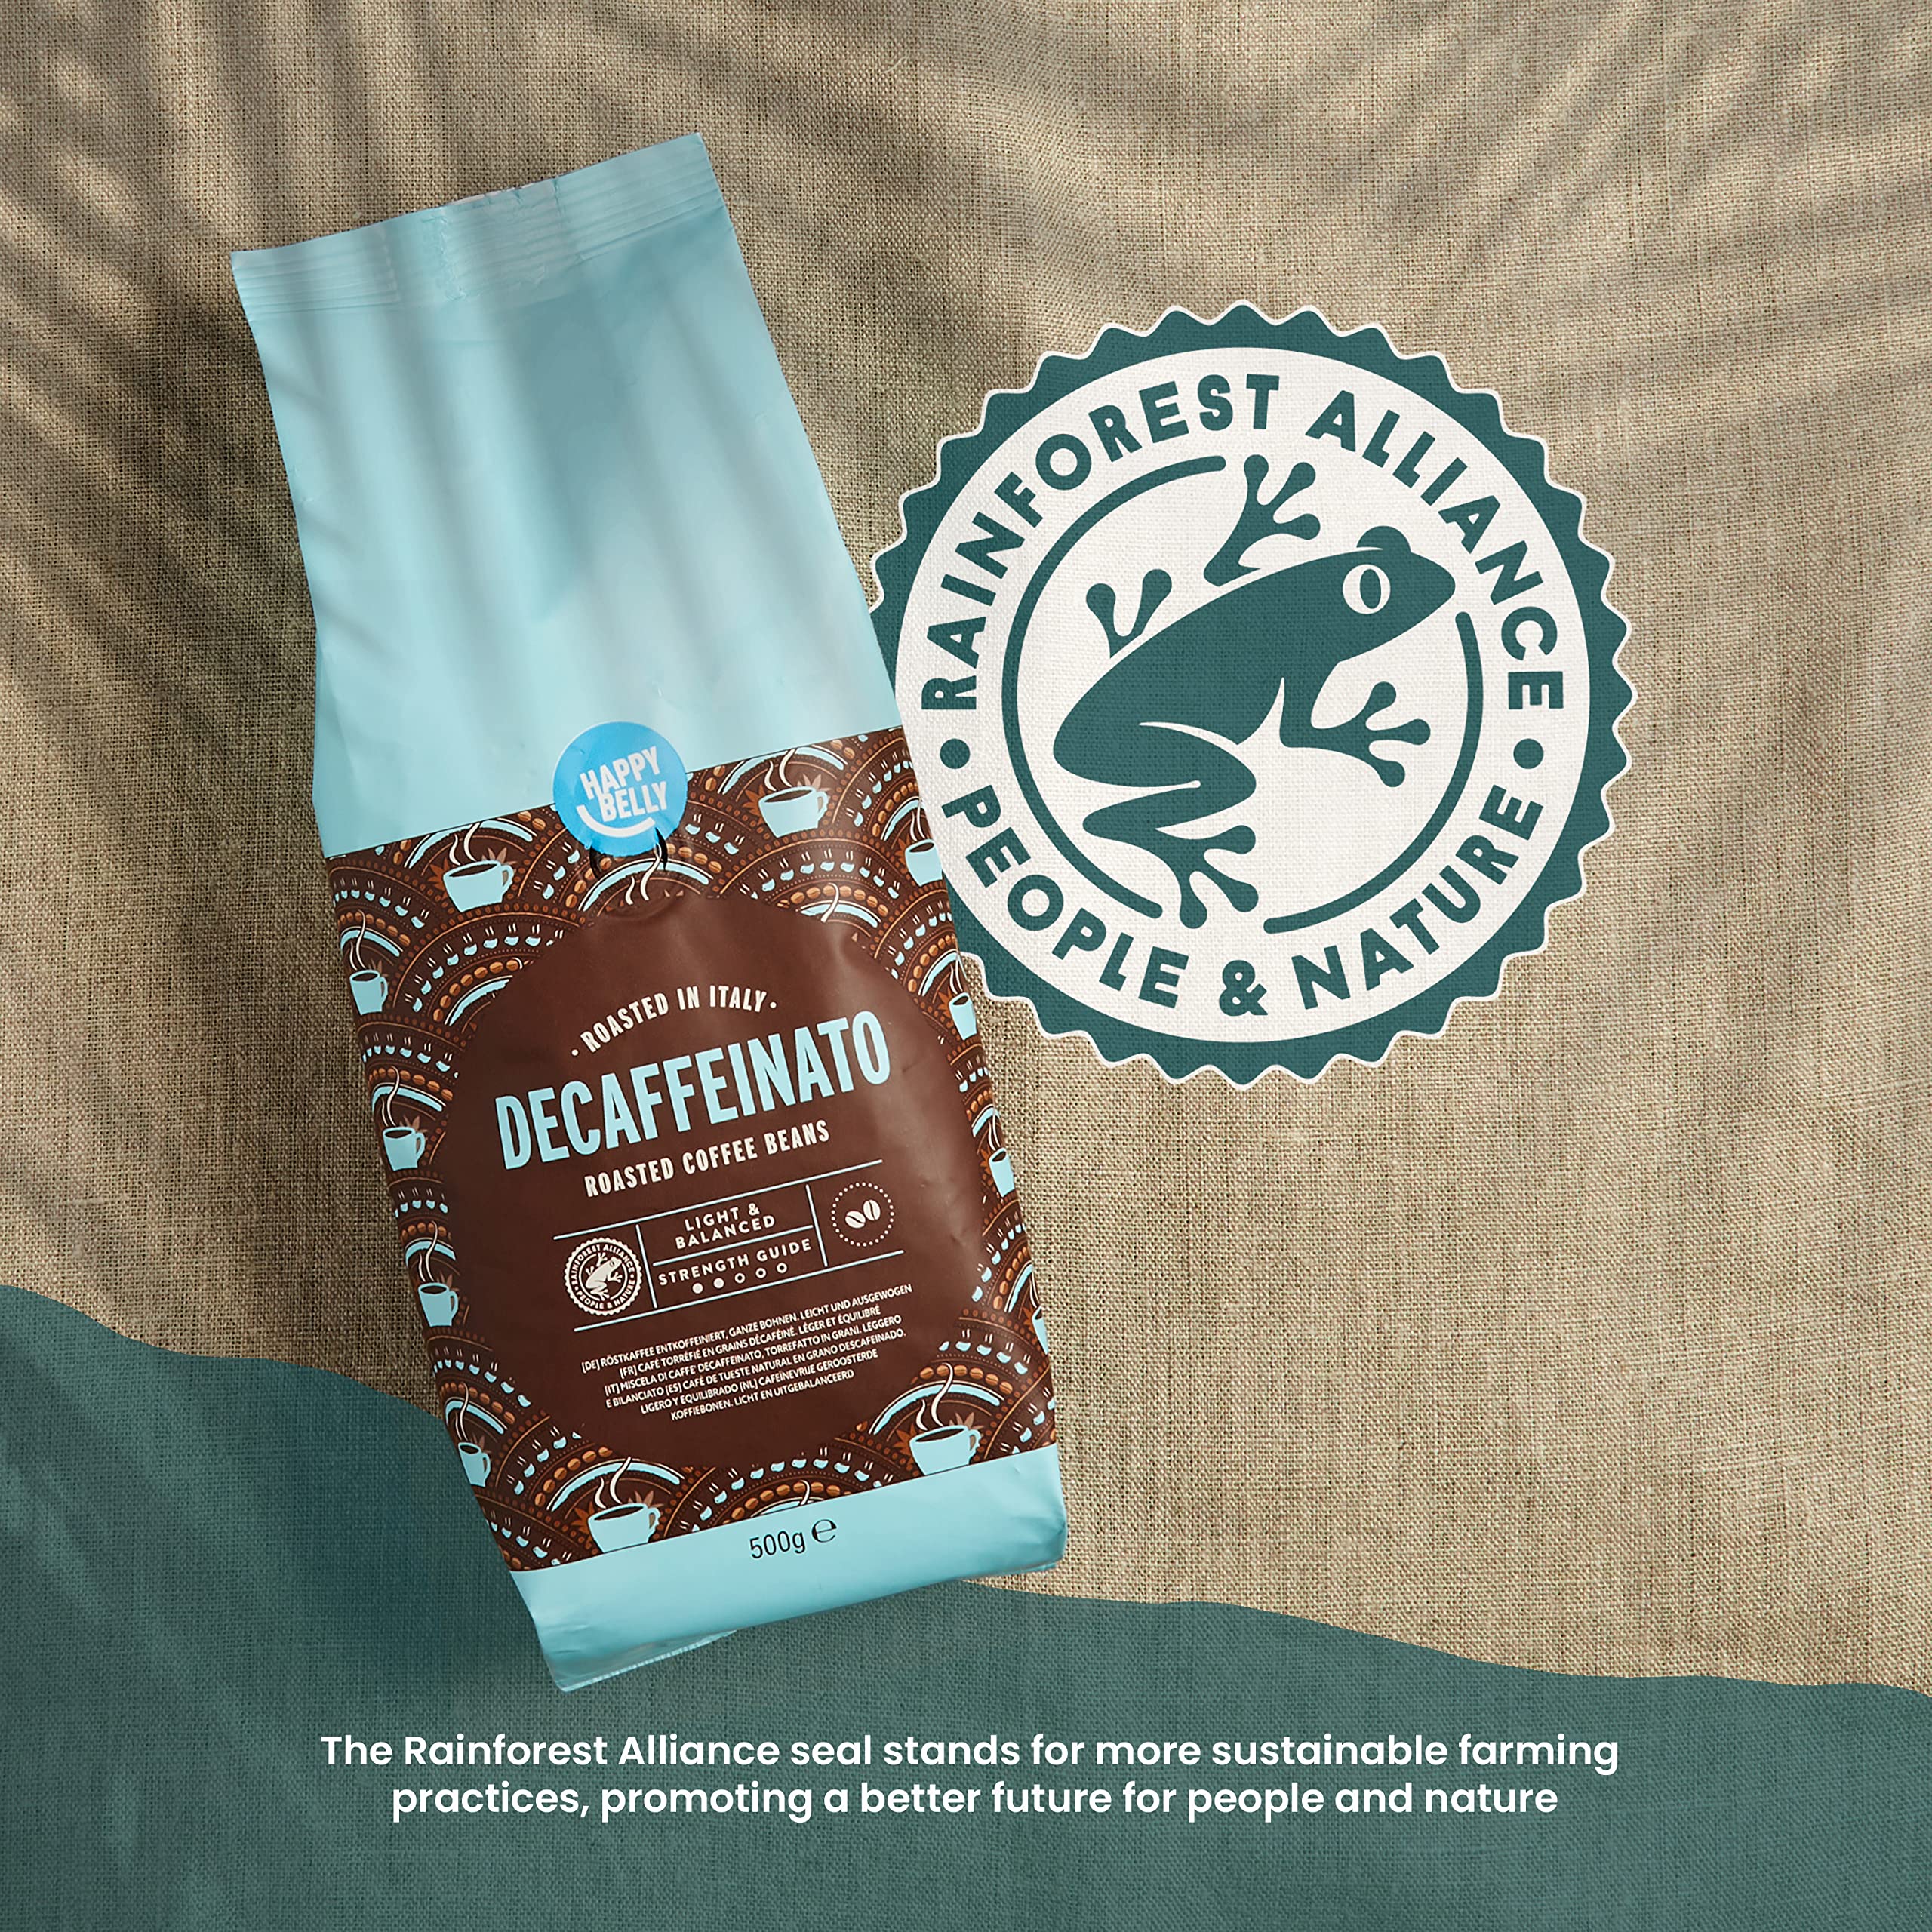 HAPPY
BELLY
• ROASTED IN ITALY •
DECAFFEINATO
ROASTED COFFEE BEANS
RAINFOREST ALLIANCE
• PEOPLE & NATURE •
LIGHT &
BALANCED
STRENGTH GUIDE
[DE] RÖSTKAFFEE ENTKOFFEINIERT, GANZE BOHNEN. LEICHT UND AUSGEWOGEN
[FR] CAFÉ TORRÉFIÉ EN GRAINS DÉCAFÉINÉ. LÉGER ET ÉQUILIBRÉ
[IT] MISCELA DI CAFFE' DECAFFEINATO, TORREFATTO IN GRANI. LEGGERO
E BILANCIATO [ES] CAFÉ DE TUESTE NATURAL EN GRANO DESCAFEINADO.
LIGERO Y EQUILIBRADO [NL] CAFEÏNEVRIJE GEROOSTERDE
KOFFIEBONEN. LICHT EN UITGEBALANCEERD
500g ℮
RAINFOREST ALLIANCE
• PEOPLE & NATURE •
The Rainforest Alliance seal stands for more sustainable farming
practices, promoting a better future for people and nature